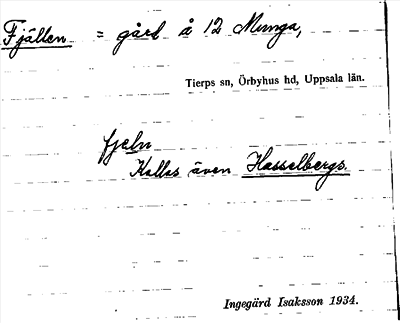 Fjällen = gård å 12 Munga,
Tierps sn, Örbyhus hd, Uppsala län.
fjeln
Kallas även Hasselbergs.
Ingegärd Isaksson 1934.